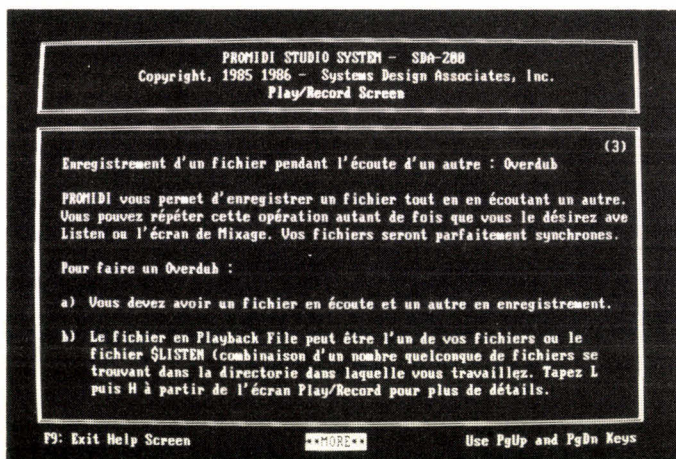 PROMIDI STUDIO SYSTEM - SDA-200
Copyright, 1985 1986 - Systems Design Associates, Inc.
Play/Record Screen
(3)
Enregistrement d'un fichier pendant l'écoute d'un autre : Overdub
PROMIDI vous permet d'enregistrer un fichier tout en en écoutant un autre.
Vous pouvez répéter cette opération autant de fois que vous le désirez ave
Listen ou l'écran de Mixage. Vos fichiers seront parfaitement synchrones.
Pour faire un Overdub :
a) Vous devez avoir un fichier en écoute et un autre en enregistrement.
b) Le fichier en Playback File peut être l'un de vos fichiers ou le
fichier $LISTEN (combinaison d'un nombre quelconque de fichiers se
trouvant dans la directorie dans laquelle vous travaillez. Tapez L
puis H à partir de l'écran Play/Record pour plus de détails.
F9: Exit Help Screen
**MORE**
Use PgUp and PgDn Keys